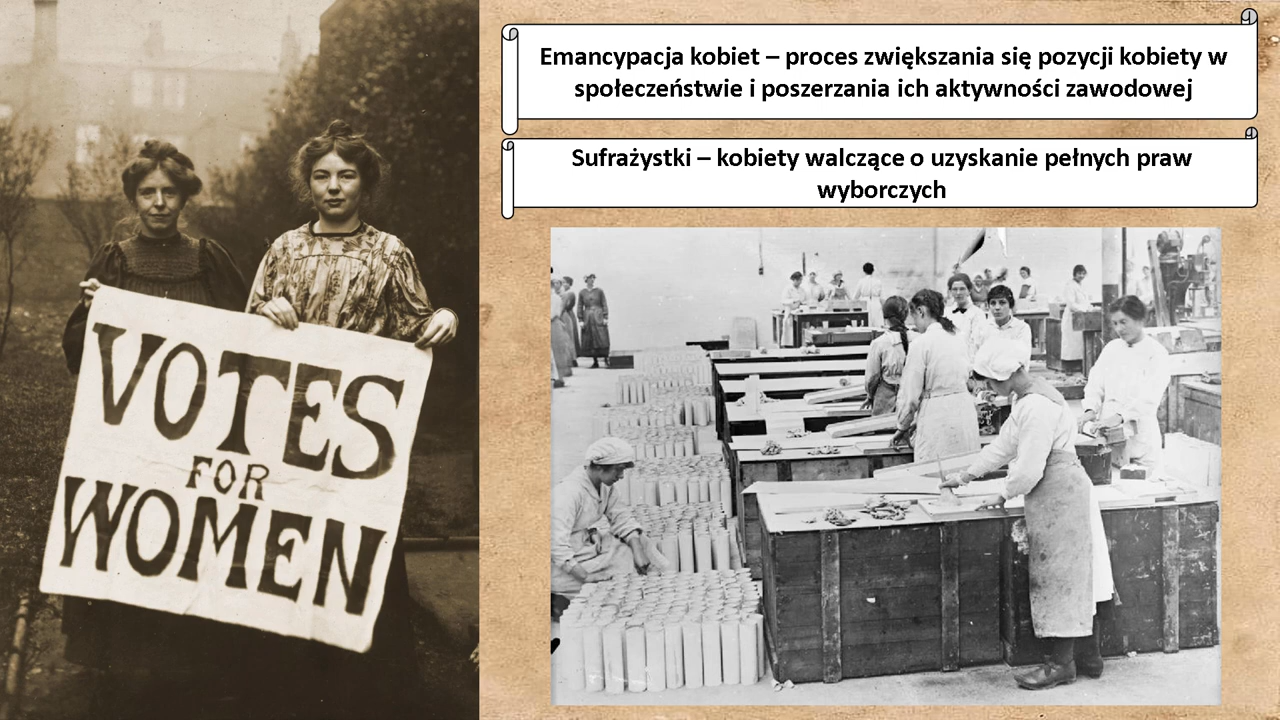 VOTES
FOR
WOMEN
Emancypacja kobiet – proces zwiększania się pozycji kobiety w
społeczeństwie i poszerzania ich aktywności zawodowej
Sufrażystki – kobiety walczące o uzyskanie pełnych praw
wyborczych